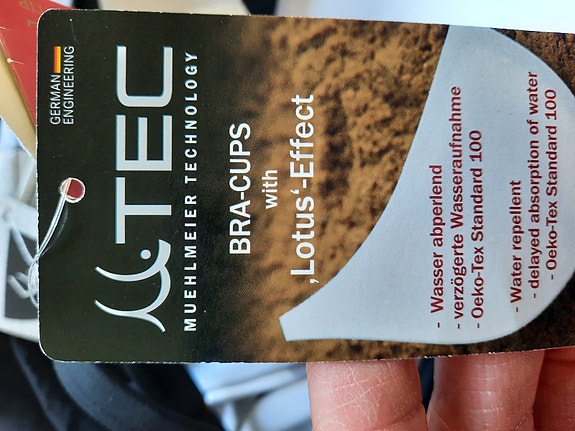 GERMAN
ENGINEERING
TEC
MUEHLMEIER TECHNOLOGY
BRA-CUPS
with
‚Lotus‘-Effect
- Wasser abperlend
- verzögerte Wasseraufnahme
- Oeko-Tex Standard 100
- Water repellent
- delayed absorption of water
- Oeko-Tex Standard 100